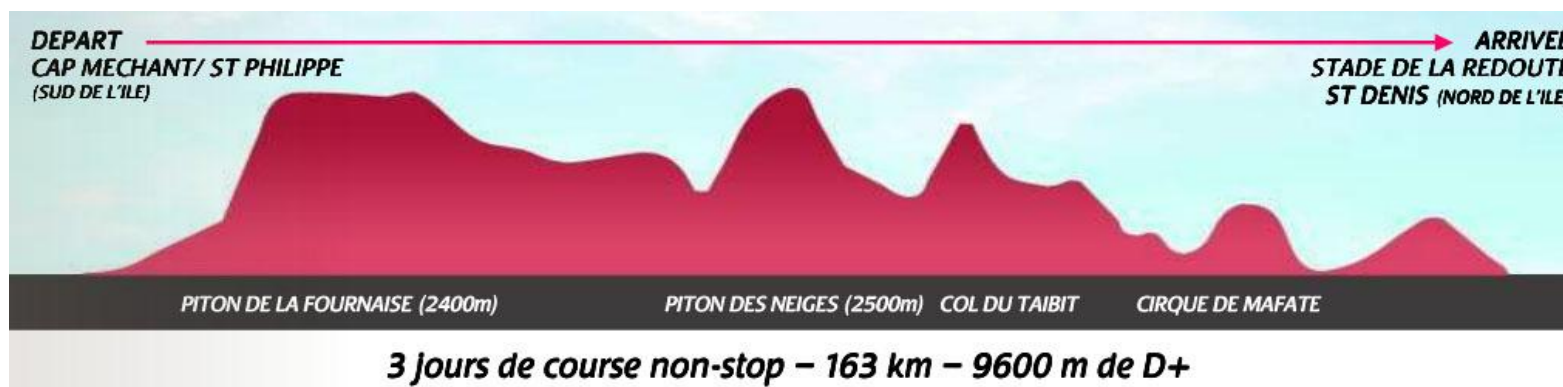 DEPART
CAP MECHANT/ ST PHILIPPE
(SUD DE L'ILE)
ARRIVEE
STADE DE LA REDOUTE
ST DENIS (NORD DE L'ILE
PITON DE LA FOURNAISE (2400m)
PITON DES NEIGES (2500m)
COL DU TAIBIT
CIRQUE DE MAFATE
3 jours de course non-stop – 163 km – 9600 m de D+